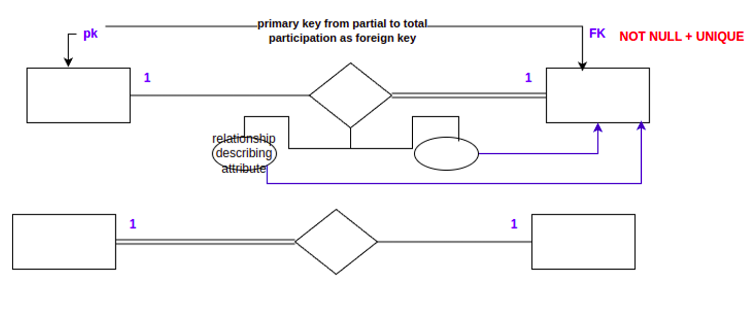 primary key from partial to total
participation as foreign key
pk
FK
NOT NULL + UNIQUE
1
1
relationship
describing
attribute
1
1